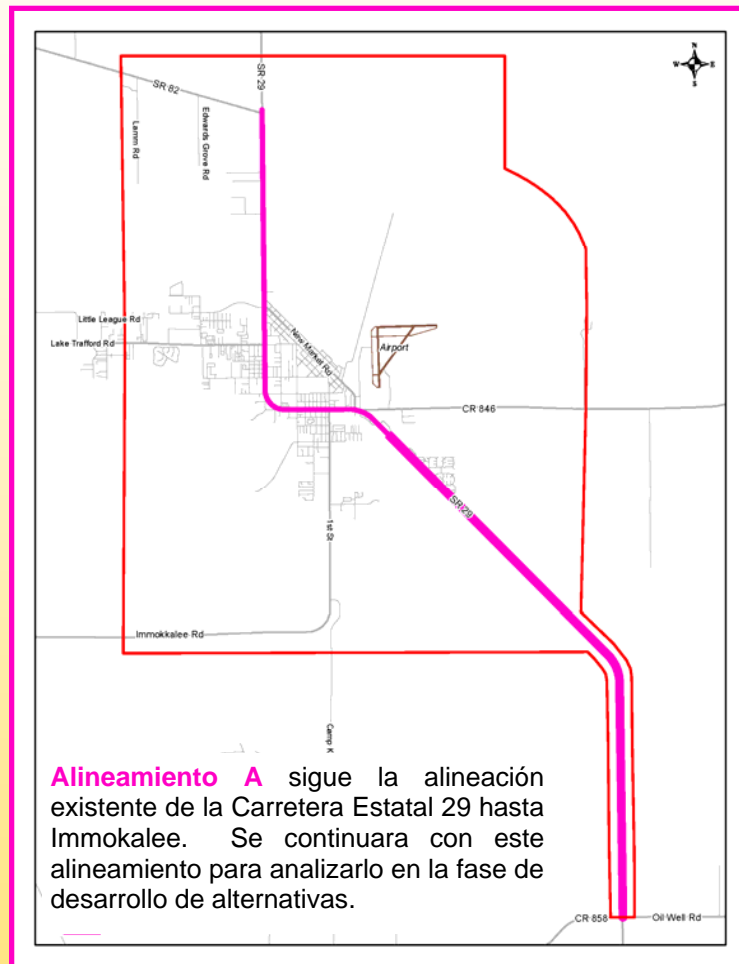 N
W E
S
SR 29
SR 82
Lamm Rd
Edwards Grove Rd
Little League Rd
Lake Trafford Rd
New Market Rd
Airport
CR 846
SR 29
1st St
Immokkalee Rd
Camp K
Alineamiento A sigue la alineación
existente de la Carretera Estatal 29 hasta
Immokalee. Se continuara con este
alineamiento para analizarlo en la fase de
desarrollo de alternativas.
CR 858 Oil Well Rd